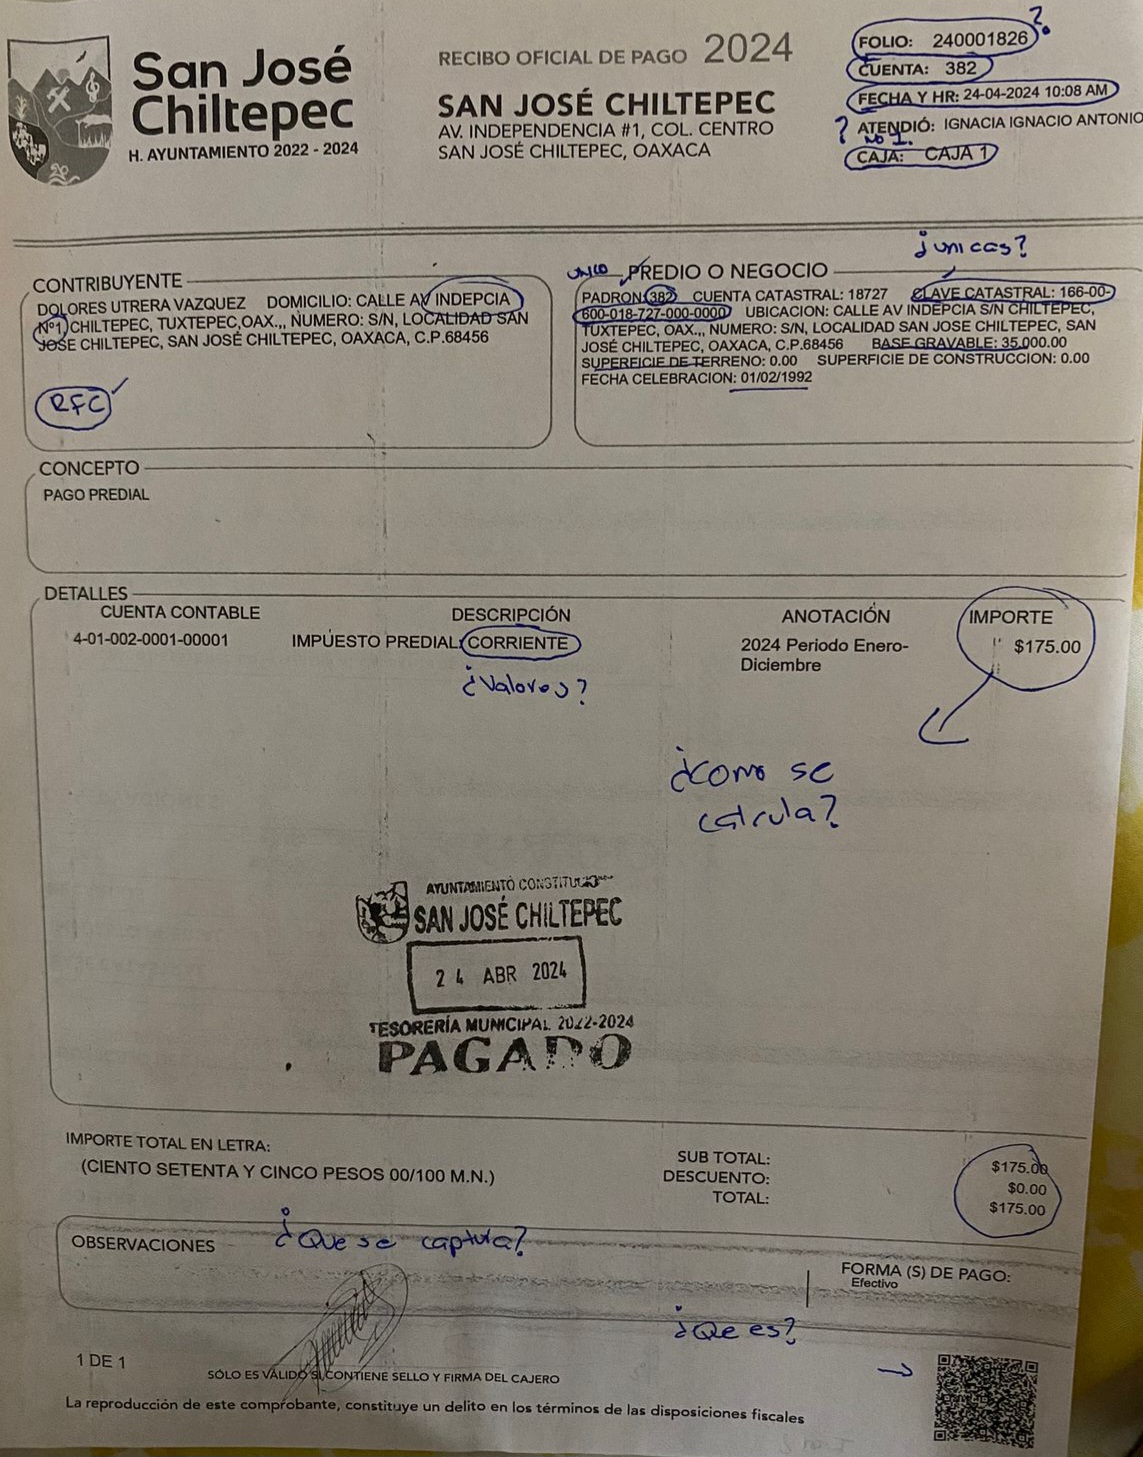 San José
Chiltepec
H. AYUNTAMIENTO 2022 - 2024
RECIBO OFICIAL DE PAGO 2024
SAN JOSÉ CHILTEPEC
AV. INDEPENDENCIA #1, COL. CENTRO
SAN JOSÉ CHILTEPEC, OAXACA
?
FOLIO: 240001826
CUENTA: 382
FECHA Y HR: 24-04-2024 10:08 AM
? ATENDIÓ: IGNACIA IGNACIO ANTONIO
No 1.
CAJA: CAJA 1
¿unicas?
CONTRIBUYENTE
DOLORES UTRERA VAZQUEZ DOMICILIO: CALLE AV INDEPCIA
Nº1 CHILTEPEC, TUXTEPEC,OAX.,, NUMERO: S/N, LOCALIDAD SAN
JOSE CHILTEPEC, SAN JOSÉ CHILTEPEC, OAXACA, C.P.68456
RFC
unico PREDIO O NEGOCIO
PADRON: 382 CUENTA CATASTRAL: 18727 CLAVE CATASTRAL: 166-00-
600-018-727-000-0000 UBICACION: CALLE AV INDEPCIA S/N CHILTEPEC,
TUXTEPEC, OAX.,, NUMERO: S/N, LOCALIDAD SAN JOSE CHILTEPEC, SAN
JOSÉ CHILTEPEC, OAXACA, C.P.68456 BASE GRAVABLE: 35,000.00
SUPERFICIE DE TERRENO: 0.00 SUPERFICIE DE CONSTRUCCION: 0.00
FECHA CELEBRACION: 01/02/1992
CONCEPTO
PAGO PREDIAL
DETALLES
CUENTA CONTABLE DESCRIPCIÓN ANOTACIÓN IMPORTE
4-01-002-0001-00001 IMPUESTO PREDIAL CORRIENTE 2024 Periodo Enero- $175.00
Diciembre
¿Valores?
¿Como se
calcula?
AYUNTAMIENTO
SAN JOSÉ CHILTEPEC
24 ABR 2024
TESORERÍA MUNICIPAL 2022-2024
PAGADO
IMPORTE TOTAL EN LETRA:
(CIENTO SETENTA Y CINCO PESOS 00/100 M.N.)
SUB TOTAL: $175.00
DESCUENTO: $0.00
TOTAL: $175.00
OBSERVACIONES
¿Que se captura?
FORMA (S) DE PAGO:
Efectivo
¿Que es?
1 DE 1
SÓLO ES VÁLIDO SI CONTIENE SELLO Y FIRMA DEL CAJERO
La reproducción de este comprobante, constituye un delito en los términos de las disposiciones fiscales